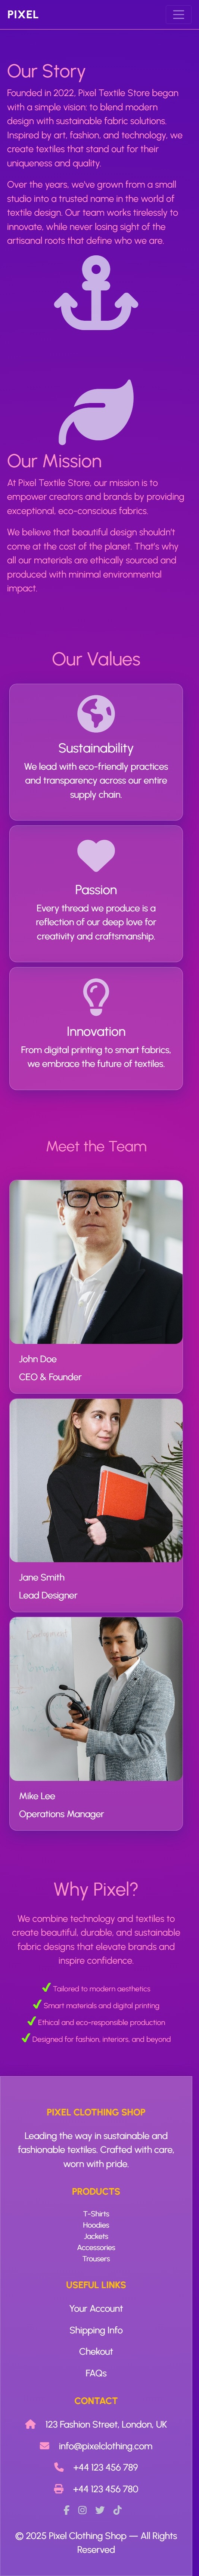 PIXEL
Our Story
Founded in 2022, Pixel Textile Store began
with a simple vision: to blend modern
design with sustainable fabric solutions.
Inspired by art, fashion, and technology, we
create textiles that stand out for their
uniqueness and quality.
Over the years, we've grown from a small
studio into a trusted name in the world of
textile design. Our team works tirelessly to
innovate, while never losing sight of the
artisanal roots that define who we are.
Our Mission
At Pixel Textile Store, our mission is to
empower creators and brands by providing
exceptional, eco-conscious fabrics.
We believe that beautiful design shouldn't
come at the cost of the planet. That's why
all our materials are ethically sourced and
produced with minimal environmental
impact.
Our Values
Sustainability
We lead with eco-friendly practices
and transparency across our entire
supply chain.
Passion
Every thread we produce is a
reflection of our deep love for
creativity and craftsmanship.
Innovation
From digital printing to smart fabrics,
we embrace the future of textiles.
Meet the Team
John Doe
CEO & Founder
Jane Smith
Lead Designer
Mike Lee
Operations Manager
Why Pixel?
We combine technology and textiles to
create beautiful, durable, and sustainable
fabric designs that elevate brands and
inspire confidence.
Tailored to modern aesthetics
Smart materials and digital printing
Ethical and eco-responsible production
Designed for fashion, interiors, and beyond
PIXEL CLOTHING SHOP
Leading the way in sustainable and
fashionable textiles. Crafted with care,
worn with pride.
PRODUCTS
T-Shirts
Hoodies
Jackets
Accessories
Trousers
USEFUL LINKS
Your Account
Shipping Info
Chekout
FAQs
CONTACT
123 Fashion Street, London, UK
info@pixelclothing.com
+44 123 456 789
+44 123 456 780
© 2025 Pixel Clothing Shop — All Rights
Reserved